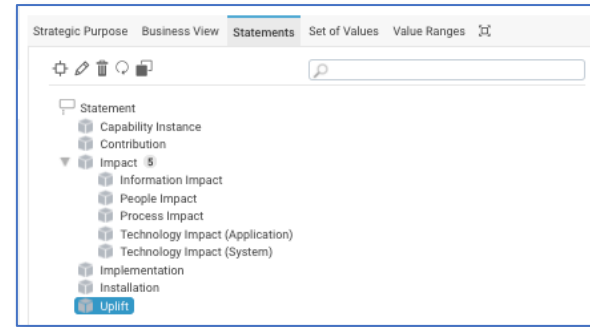 Strategic Purpose Business View Statements Set of Values Value Ranges
Statement
Capability Instance
Contribution
Impact 5
Information Impact
People Impact
Process Impact
Technology Impact (Application)
Technology Impact (System)
Implementation
Installation
Uplift